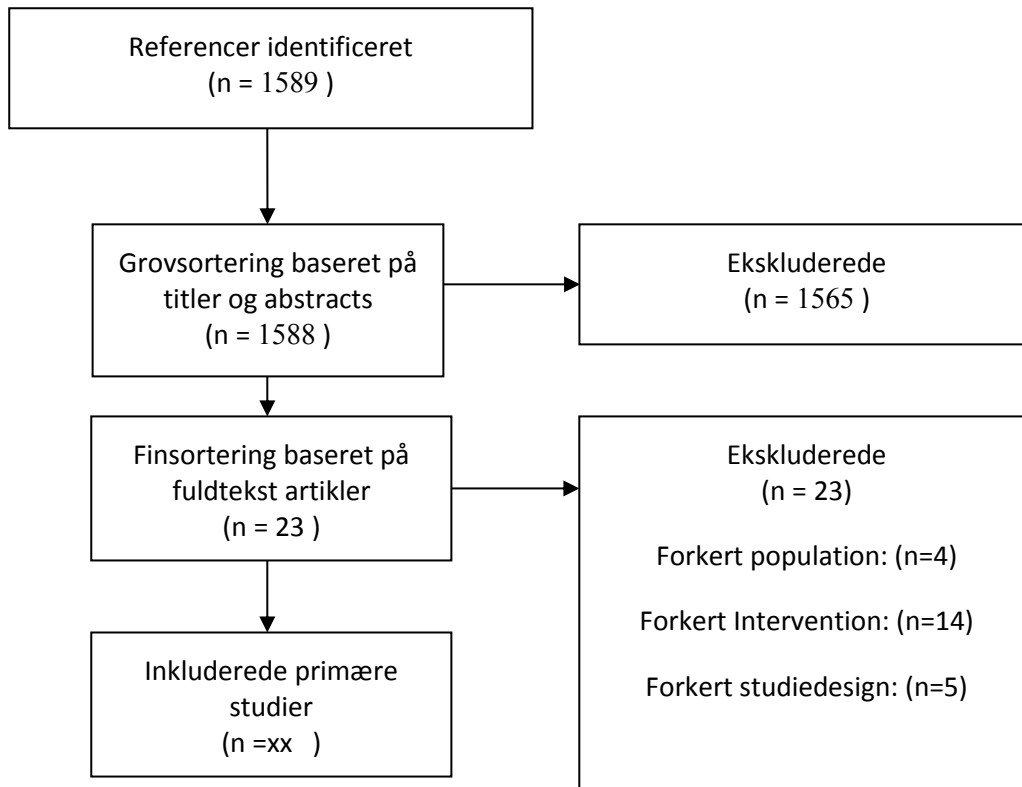 Referencer identificeret
(n = 1589 )
Grovsortering baseret på
titler og abstracts
(n = 1588 )
Ekskluderede
(n = 1565 )
Finsortering baseret på
fuldtekst artikler
(n = 23 )
Ekskluderede
(n = 23)
Forkert population: (n=4)
Forkert Intervention: (n=14)
Forkert studiedesign: (n=5)
Inkluderede primære
studier
(n =xx )